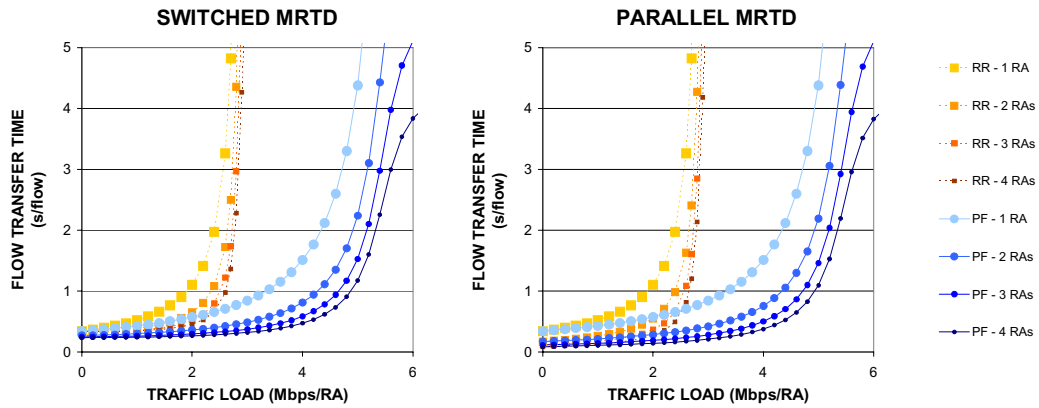 SWITCHED MRTD
PARALLEL MRTD
FLOW TRANSFER TIME
(s/flow)
5
4
3
2
1
0
0 2 4 6
TRAFFIC LOAD (Mbps/RA)
FLOW TRANSFER TIME
(s/flow)
5
4
3
2
1
0
0 2 4 6
TRAFFIC LOAD (Mbps/RA)
RR - 1 RA
RR - 2 RAs
RR - 3 RAs
RR - 4 RAs
PF - 1 RA
PF - 2 RAs
PF - 3 RAs
PF - 4 RAs